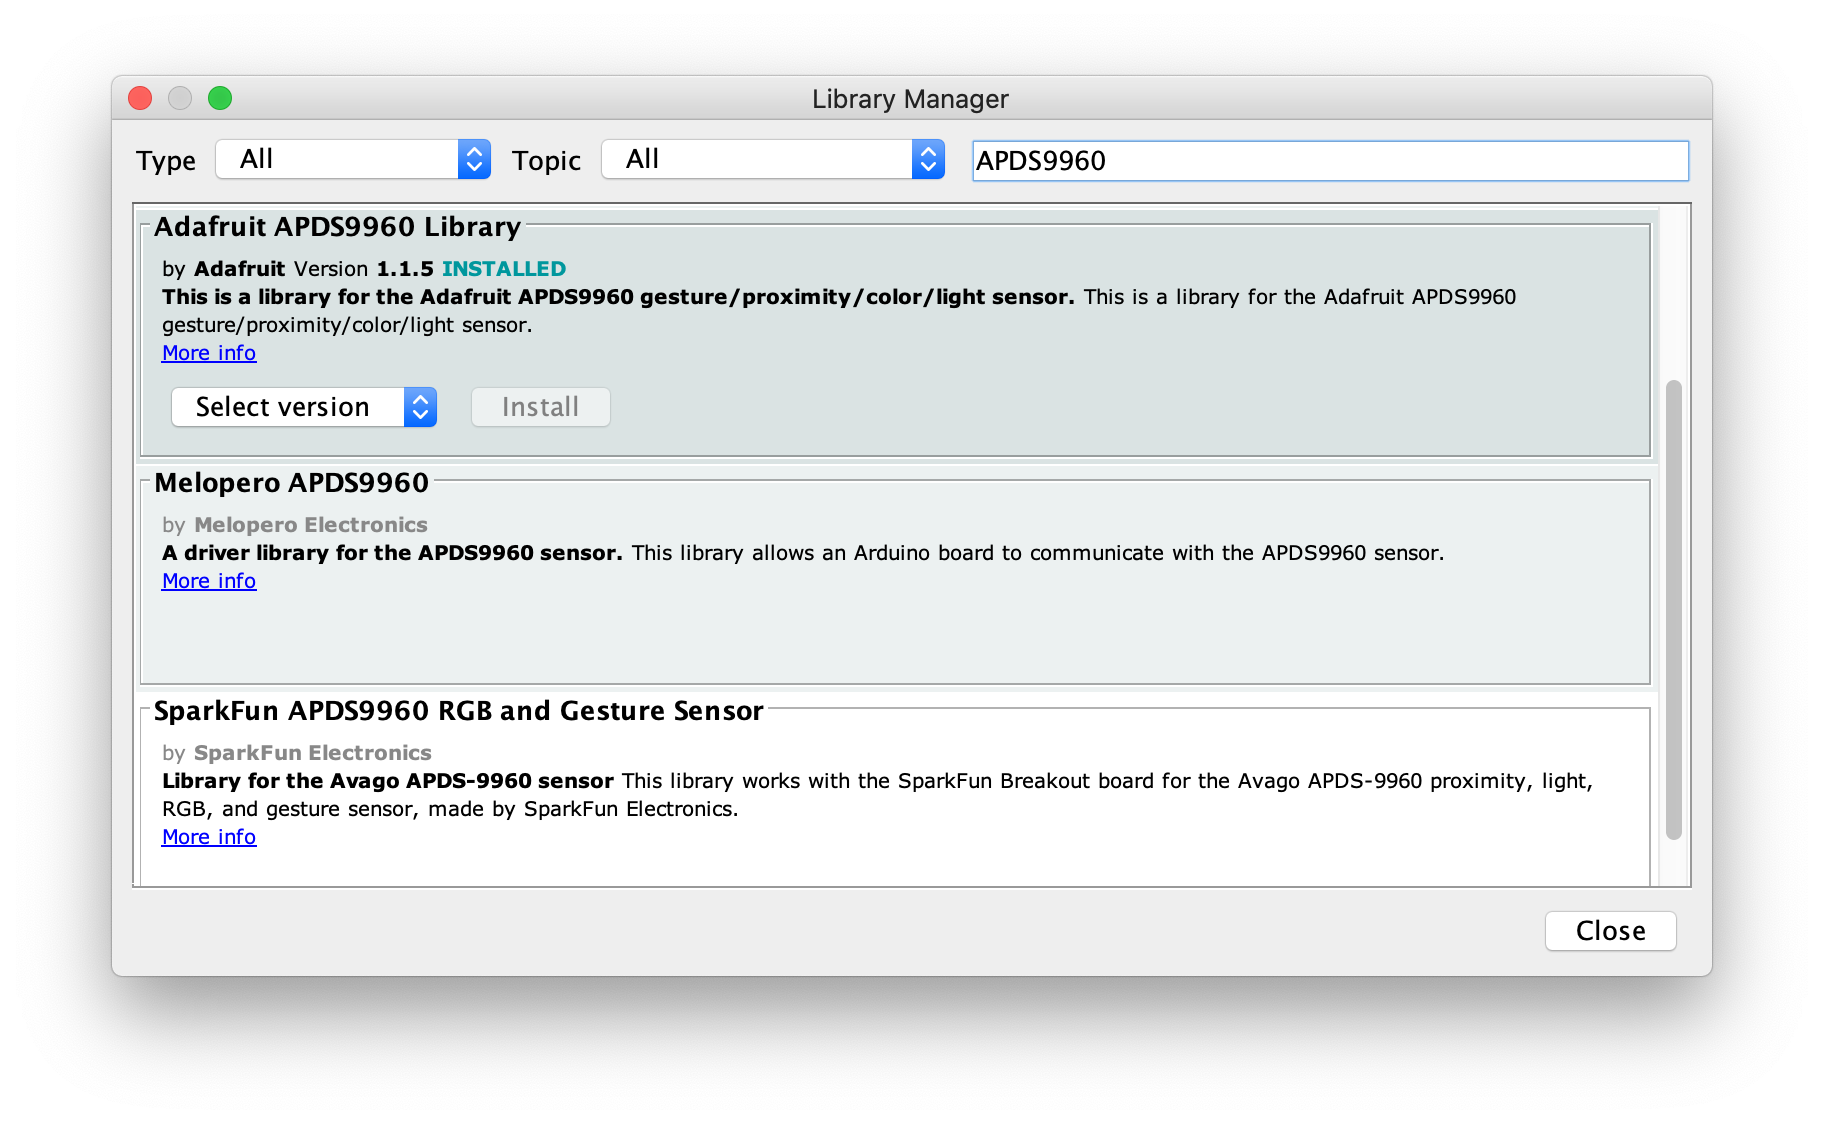 Library Manager
Type All Topic All APDS9960
Adafruit APDS9960 Library
by Adafruit Version 1.1.5 INSTALLED
This is a library for the Adafruit APDS9960 gesture/proximity/color/light sensor. This is a library for the Adafruit APDS9960
gesture/proximity/color/light sensor.
More info
Select version Install
Melopero APDS9960
by Melopero Electronics
A driver library for the APDS9960 sensor. This library allows an Arduino board to communicate with the APDS9960 sensor.
More info
SparkFun APDS9960 RGB and Gesture Sensor
by SparkFun Electronics
Library for the Avago APDS-9960 sensor This library works with the SparkFun Breakout board for the Avago APDS-9960 proximity, light,
RGB, and gesture sensor, made by SparkFun Electronics.
More info
Close